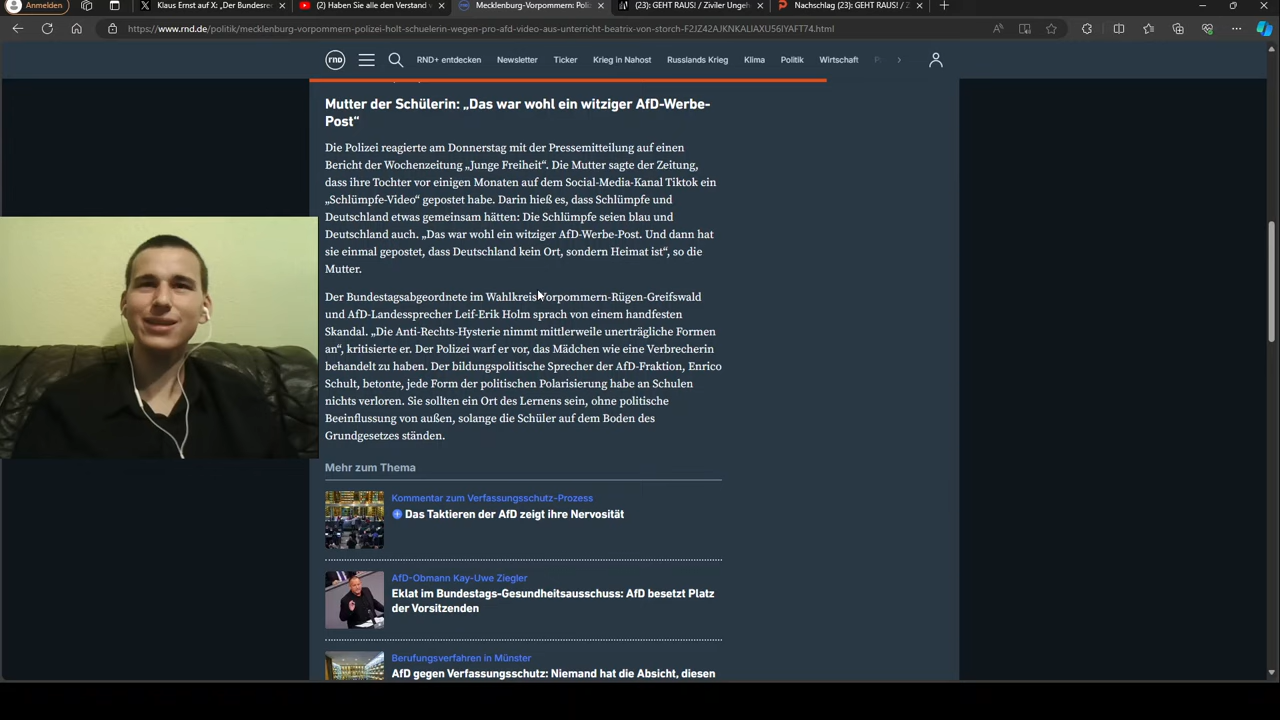 Anmelden
Klaus Ernst auf X: „Der Bundesre
(2) Haben Sie alle den Verstand v
Mecklenburg-Vorpommern: Poli
(23): GEHT RAUS! / Ziviler Ungeh
Nachschlag (23): GEHT RAUS! / Z
https://www.rnd.de/politik/mecklenburg-vorpommern-polizei-holt-schuelerin-wegen-pro-afd-video-aus-unterricht-beatrix-von-storch-F2JZ42AJKNKALIAXU56IYAFT74.html
rnd RND+ entdecken Newsletter Ticker Krieg in Nahost Russlands Krieg Klima Politik Wirtschaft
Mutter der Schülerin: „Das war wohl ein witziger AfD-Werbe-
Post“
Die Polizei reagierte am Donnerstag mit der Pressemitteilung auf einen
Bericht der Wochenzeitung „Junge Freiheit“. Die Mutter sagte der Zeitung,
dass ihre Tochter vor einigen Monaten auf dem Social-Media-Kanal Tiktok ein
„Schlümpfe-Video“ gepostet habe. Darin hieß es, dass Schlümpfe und
Deutschland etwas gemeinsam hätten: Die Schlümpfe seien blau und
Deutschland auch. „Das war wohl ein witziger AfD-Werbe-Post. Und dann hat
sie einmal gepostet, dass Deutschland kein Ort, sondern Heimat ist“, so die
Mutter.
Der Bundestagsabgeordnete im Wahlkreis Vorpommern-Rügen-Greifswald
und AfD-Landessprecher Leif-Erik Holm sprach von einem handfesten
Skandal. „Die Anti-Rechts-Hysterie nimmt mittlerweile unerträgliche Formen
an“, kritisierte er. Der Polizei warf er vor, das Mädchen wie eine Verbrecherin
behandelt zu haben. Der bildungspolitische Sprecher der AfD-Fraktion, Enrico
Schult, betonte, jede Form der politischen Polarisierung habe an Schulen
nichts verloren. Sie sollten ein Ort des Lernens sein, ohne politische
Beeinflussung von außen, solange die Schüler auf dem Boden des
Grundgesetzes ständen.
Mehr zum Thema
Kommentar zum Verfassungsschutz-Prozess
Das Taktieren der AfD zeigt ihre Nervosität
AfD-Obmann Kay-Uwe Ziegler
Eklat im Bundestags-Gesundheitsausschuss: AfD besetzt Platz
der Vorsitzenden
Berufungsverfahren in Münster
AfD gegen Verfassungsschutz: Niemand hat die Absicht, diesen